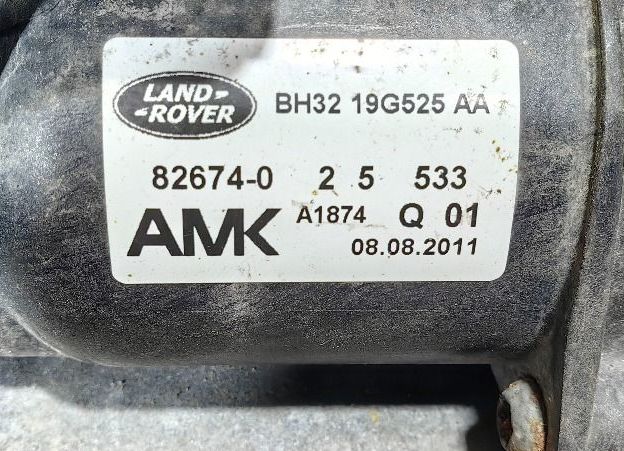 LAND-
-ROVER
BH32 19G525 AA
82674-0 2 5 533
AMK A1874 Q 01
08.08.2011